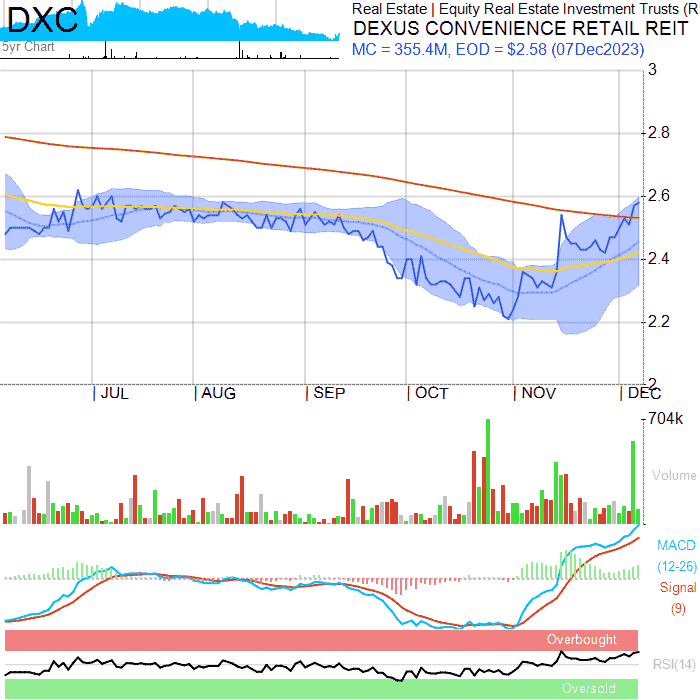 DXC
Real Estate | Equity Real Estate Investment Trusts (R
DEXUS CONVENIENCE RETAIL REIT
MC = 355.4M, EOD = $2.58 (07Dec2023)
5yr Chart
3
2.8
2.6
2.4
2.2
2
JUL AUG SEP OCT NOV DEC
704k
Volume
MACD
(12-26)
Signal
(9)
Overbought
RSI(14)
Oversold